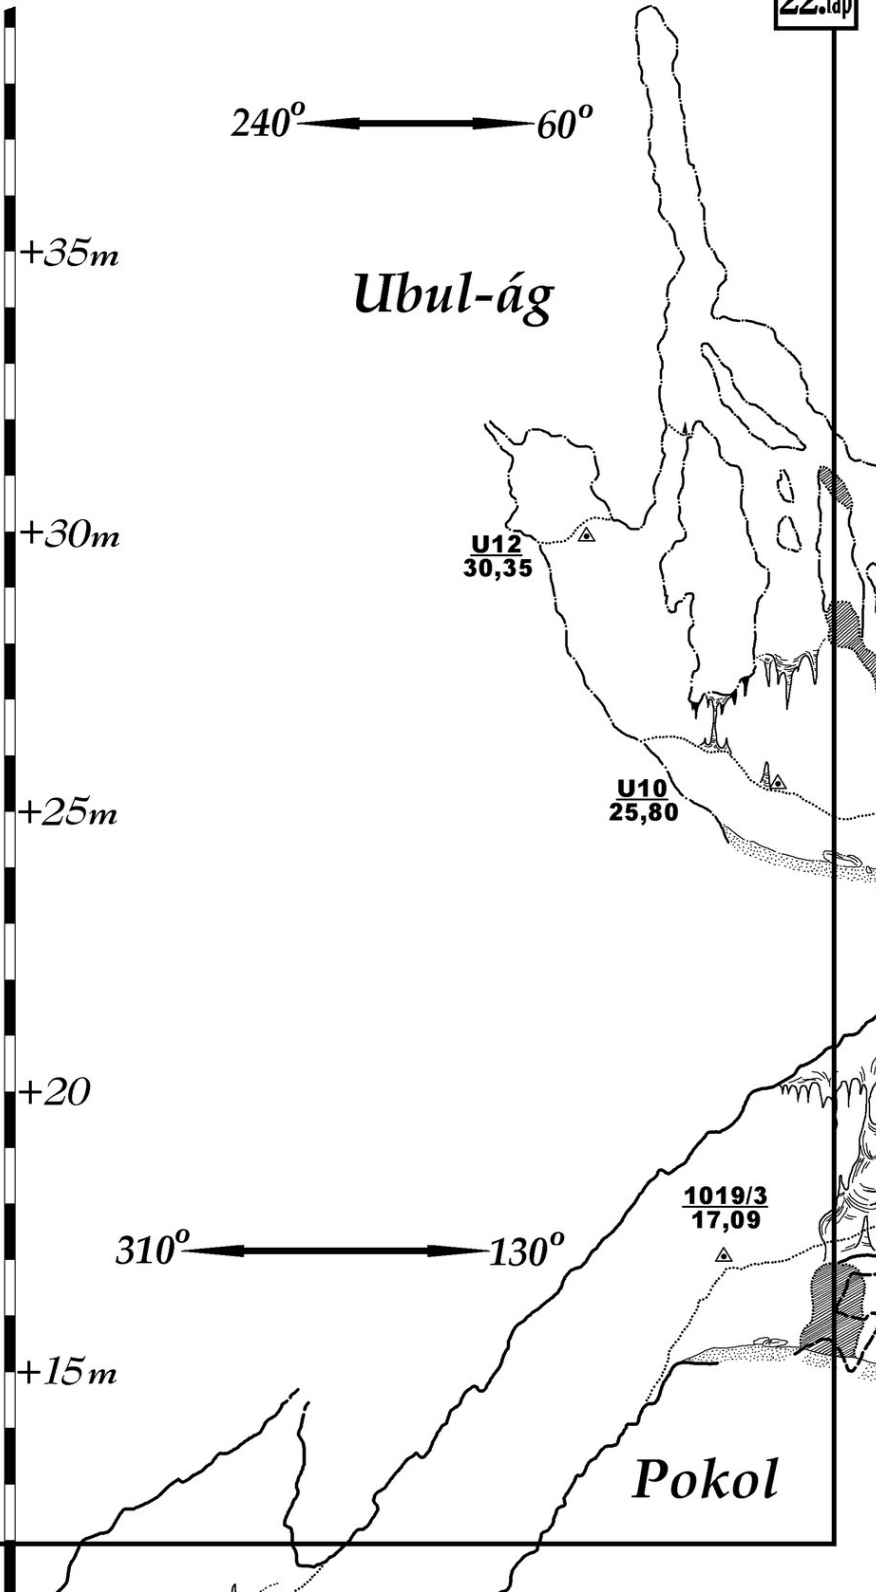 22.lap
240° 60°
+35m
Ubul-ág
+30m
U12
30,35
U10
25,80
+25m
+20
1019/3
17,09
310° 130°
+15m
Pokol